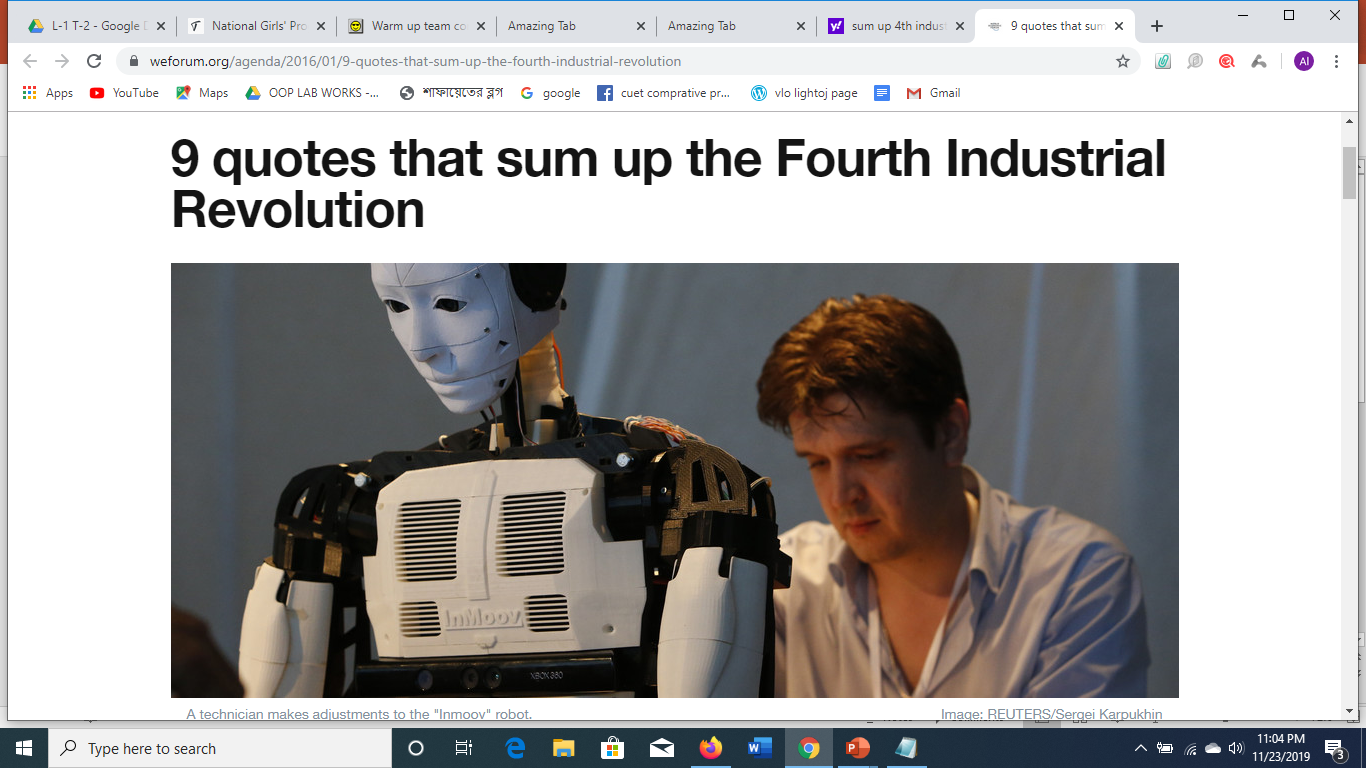 L-1 T-2 - Google D
National Girls' Pro
Warm up team co
Amazing Tab
Amazing Tab
sum up 4th indust
9 quotes that sum
weforum.org/agenda/2016/01/9-quotes-that-sum-up-the-fourth-industrial-revolution
AI
Apps
YouTube
Maps
OOP LAB WORKS -...
শাফায়েতের ব্লগ
google
cuet comprative pr...
vlo lightoj page
Gmail
9 quotes that sum up the Fourth Industrial
Revolution
InMoov
XBOX 360
A technician makes adjustments to the "Inmoov" robot.
Image: REUTERS/Sergei Karpukhin
Type here to search
11:04 PM
11/23/2019
3